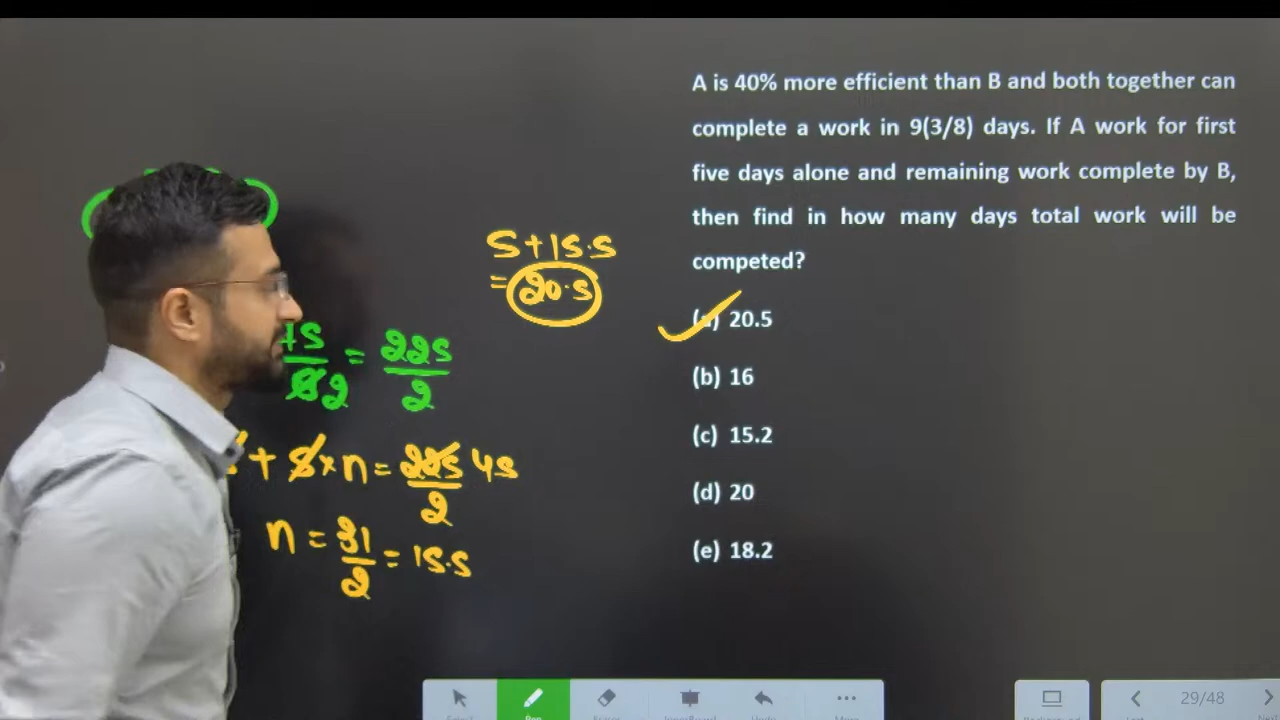 A is 40% more efficient than B and both together can
complete a work in 9(3/8) days. If A work for first
five days alone and remaining work complete by B,
then find in how many days total work will be
competed?
(a) 20.5
(b) 16
(c) 15.2
(d) 20
(e) 18.2
5+15.5
= 20.5
75/8 2 = 225/2
+ 5×n = 225/2 45
n = 31/2 = 15.5
29/48